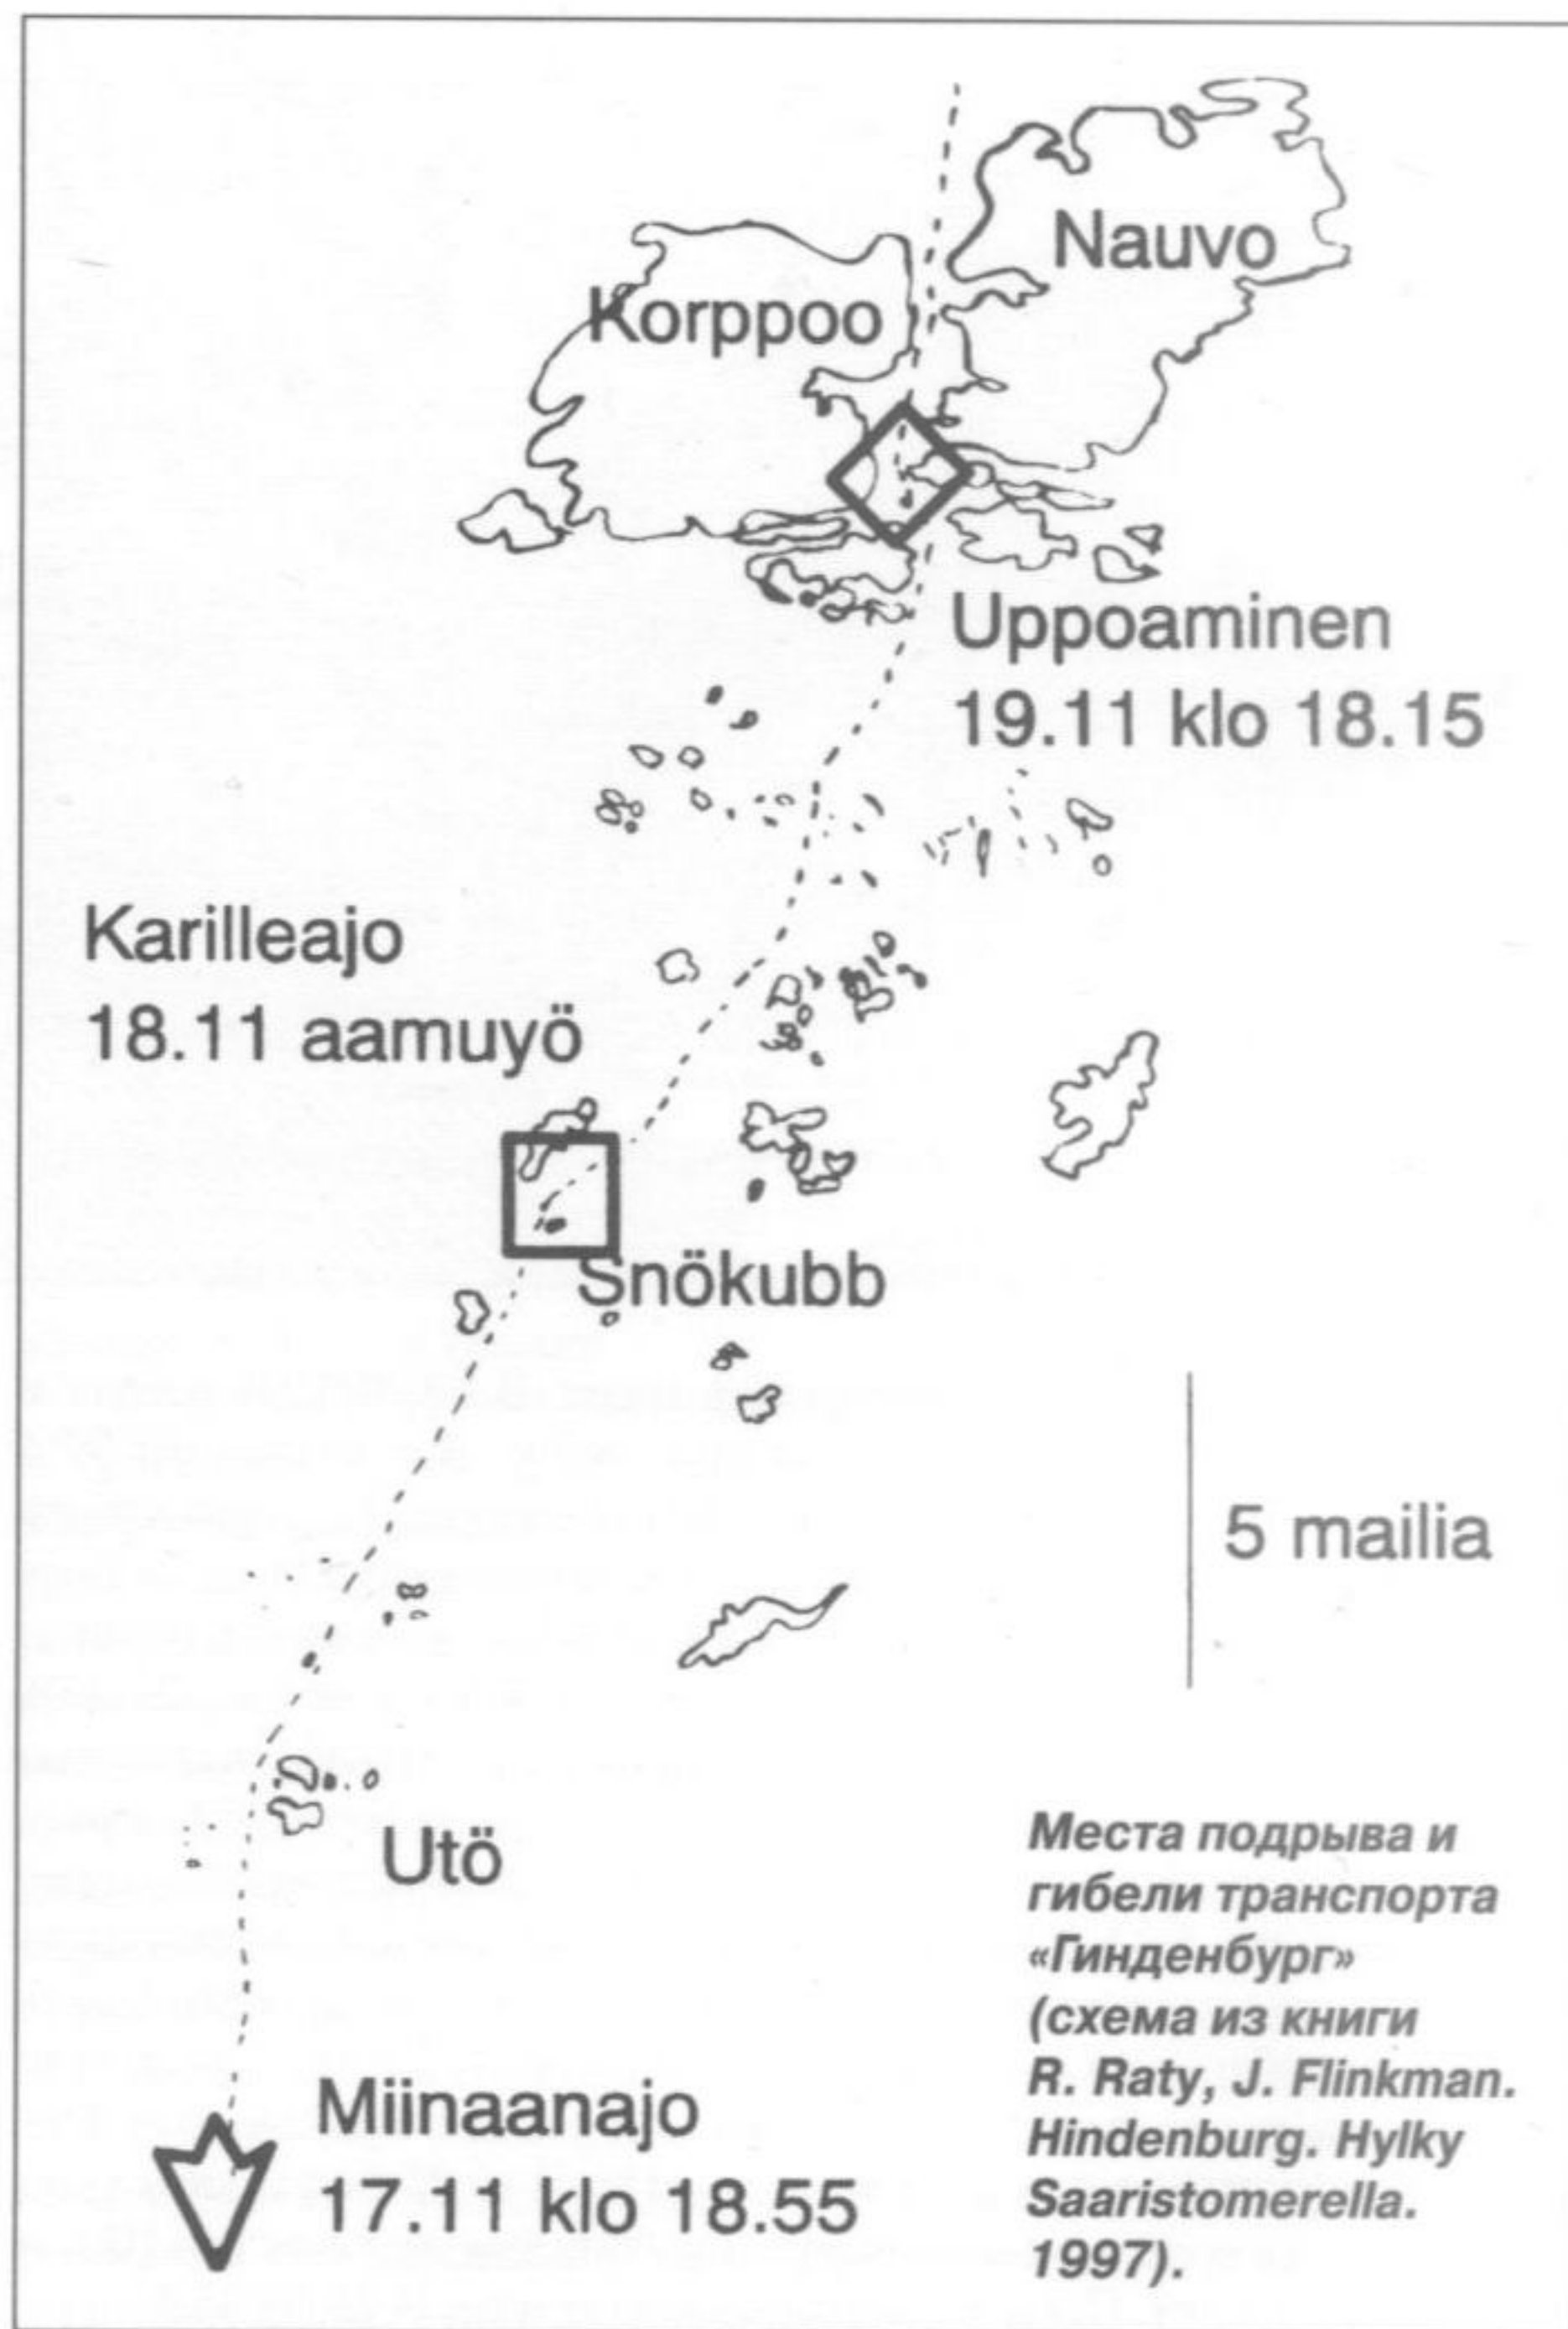 Nauvo
Korppoo
Uppoaminen
19.11 klo 18.15
Karilleajo
18.11 aamuyö
Snökubb
5 mailia
Utö
Miinaanajo
17.11 klo 18.55
Места подрыва и
гибели транспорта
«Гинденбург»
(схема из книги
R. Raty, J. Flinkman.
Hindenburg. Hylky
Saaristomerella.
1997).